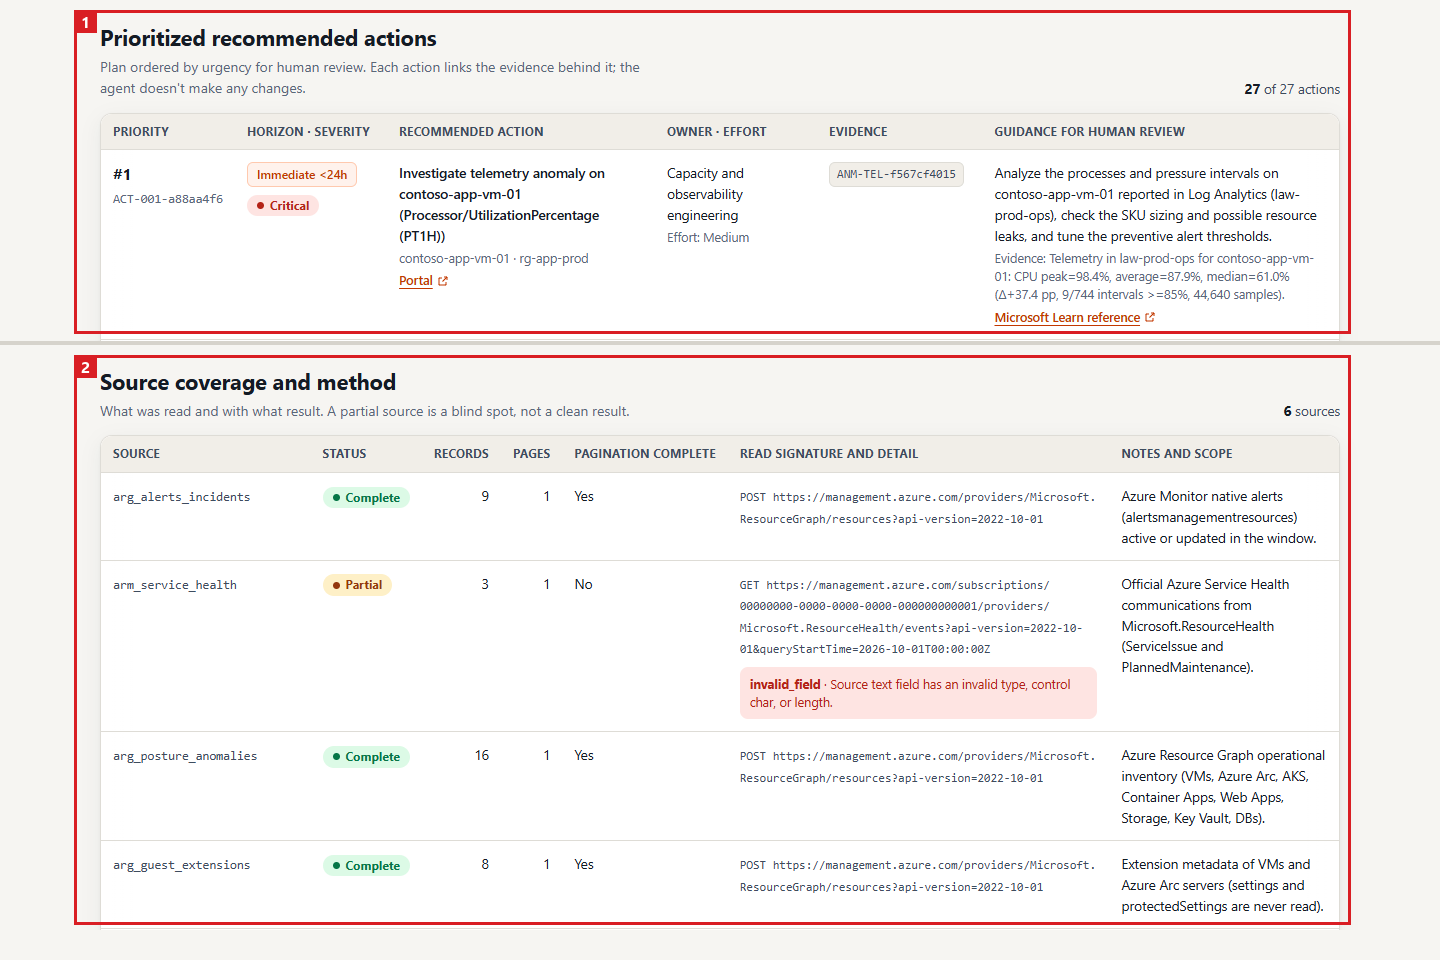 1
Prioritized recommended actions
Plan ordered by urgency for human review. Each action links the evidence behind it; the
agent doesn't make any changes.
27 of 27 actions
PRIORITY HORIZON · SEVERITY RECOMMENDED ACTION OWNER · EFFORT EVIDENCE GUIDANCE FOR HUMAN REVIEW
#1
ACT-001-a88aa4f6
Immediate <24h
Critical
Investigate telemetry anomaly on
contoso-app-vm-01
(Processor/UtilizationPercentage
(PT1H))
contoso-app-vm-01 · rg-app-prod
Portal
Capacity and
observability
engineering
Effort: Medium
ANM-TEL-f567cf4015
Analyze the processes and pressure intervals on
contoso-app-vm-01 reported in Log Analytics (law-
prod-ops), check the SKU sizing and possible resource
leaks, and tune the preventive alert thresholds.
Evidence: Telemetry in law-prod-ops for contoso-app-vm-
01: CPU peak=98.4%, average=87.9%, median=61.0%
(Δ+37.4 pp, 9/744 intervals >=85%, 44,640 samples).
Microsoft Learn reference
2
Source coverage and method
What was read and with what result. A partial source is a blind spot, not a clean result.
6 sources
SOURCE STATUS RECORDS PAGES PAGINATION COMPLETE READ SIGNATURE AND DETAIL NOTES AND SCOPE
arg_alerts_incidents
Complete
9
1
Yes
POST https://management.azure.com/providers/Microsoft.
ResourceGraph/resources?api-version=2022-10-01
Azure Monitor native alerts
(alertsmanagementresources)
active or updated in the window.
arm_service_health
Partial
3
1
No
GET https://management.azure.com/subscriptions/
00000000-0000-0000-0000-000000000001/providers/
Microsoft.ResourceHealth/events?api-version=2022-10-
01&queryStartTime=2026-10-01T00:00:00Z
invalid_field · Source text field has an invalid type, control
char, or length.
Official Azure Service Health
communications from
Microsoft.ResourceHealth
(ServiceIssue and
PlannedMaintenance).
arg_posture_anomalies
Complete
16
1
Yes
POST https://management.azure.com/providers/Microsoft.
ResourceGraph/resources?api-version=2022-10-01
Azure Resource Graph operational
inventory (VMs, Azure Arc, AKS,
Container Apps, Web Apps,
Storage, Key Vault, DBs).
arg_guest_extensions
Complete
8
1
Yes
POST https://management.azure.com/providers/Microsoft.
ResourceGraph/resources?api-version=2022-10-01
Extension metadata of VMs and
Azure Arc servers (settings and
protectedSettings are never read).